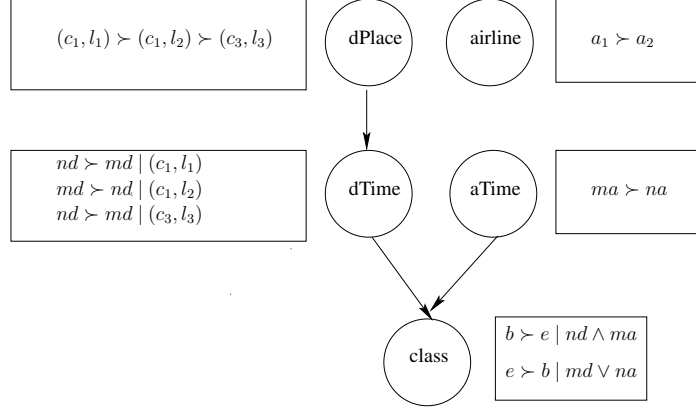 (c₁, l₁) ≻ (c₁, l₂) ≻ (c₃, l₃)
dPlace
airline
a₁ ≻ a₂
nd ≻ md | (c₁, l₁)
md ≻ nd | (c₁, l₂)
nd ≻ md | (c₃, l₃)
dTime
aTime
ma ≻ na
class
b ≻ e | nd ∧ ma
e ≻ b | md ∨ na